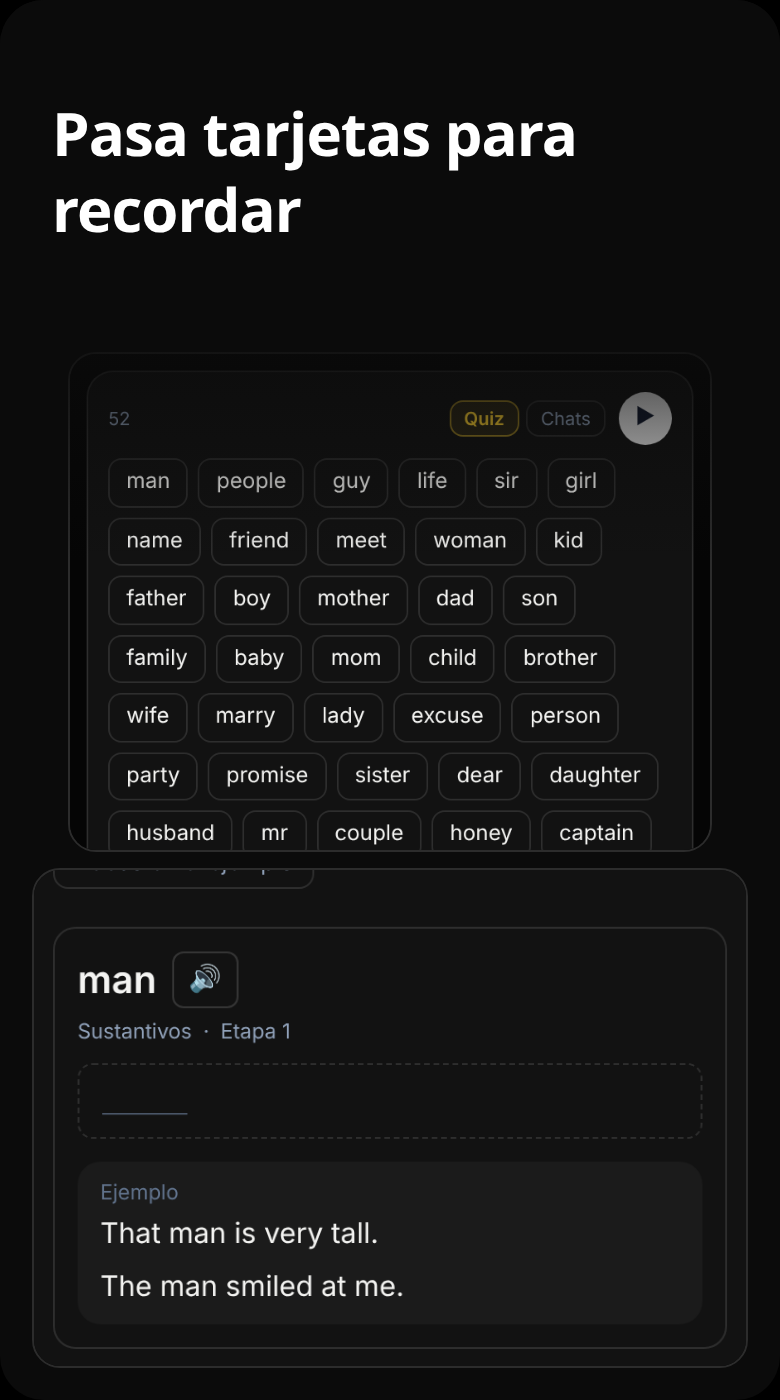 Pasa tarjetas para
recordar
52
Quiz
Chats
man people guy life sir girl
name friend meet woman kid
father boy mother dad son
family baby mom child brother
wife marry lady excuse person
party promise sister dear daughter
husband mr couple honey captain
man
Sustantivos · Etapa 1
Ejemplo
That man is very tall.
The man smiled at me.